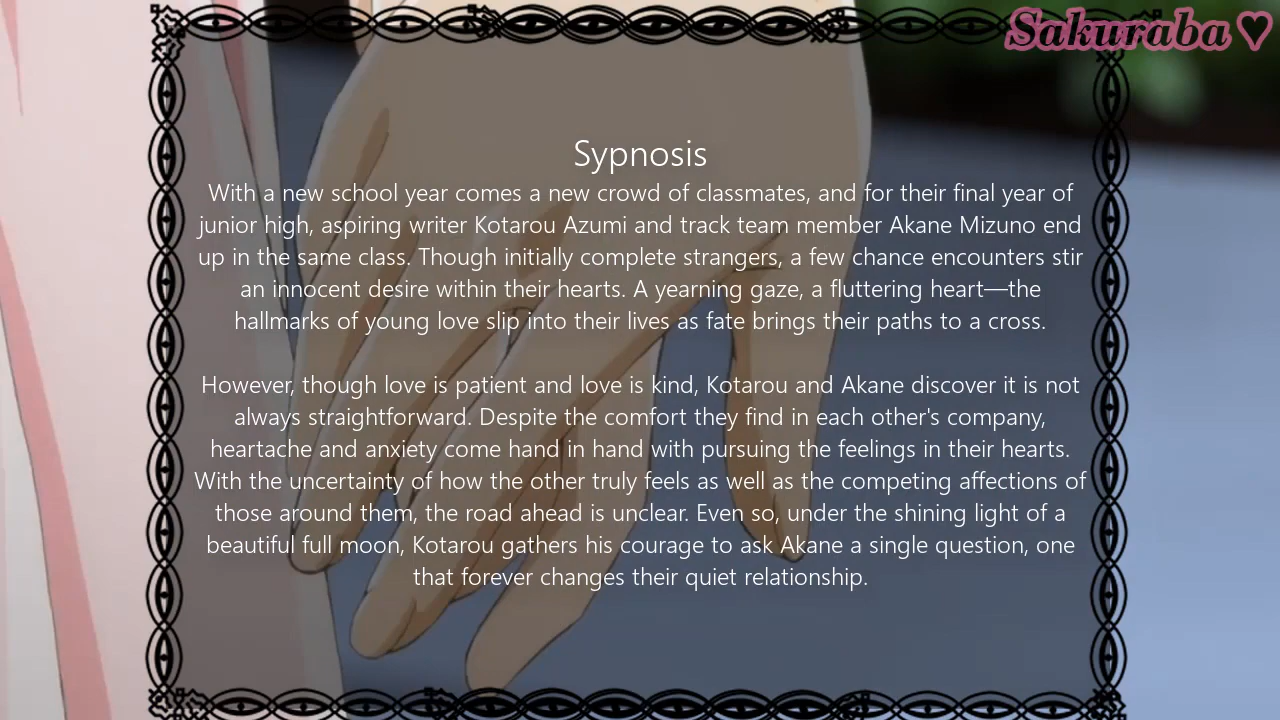 Sakuraba♡
Sypnosis
With a new school year comes a new crowd of classmates, and for their final year of
junior high, aspiring writer Kotarou Azumi and track team member Akane Mizuno end
up in the same class. Though initially complete strangers, a few chance encounters stir
an innocent desire within their hearts. A yearning gaze, a fluttering heart—the
hallmarks of young love slip into their lives as fate brings their paths to a cross.
However, though love is patient and love is kind, Kotarou and Akane discover it is not
always straightforward. Despite the comfort they find in each other's company,
heartache and anxiety come hand in hand with pursuing the feelings in their hearts.
With the uncertainty of how the other truly feels as well as the competing affections of
those around them, the road ahead is unclear. Even so, under the shining light of a
beautiful full moon, Kotarou gathers his courage to ask Akane a single question, one
that forever changes their quiet relationship.